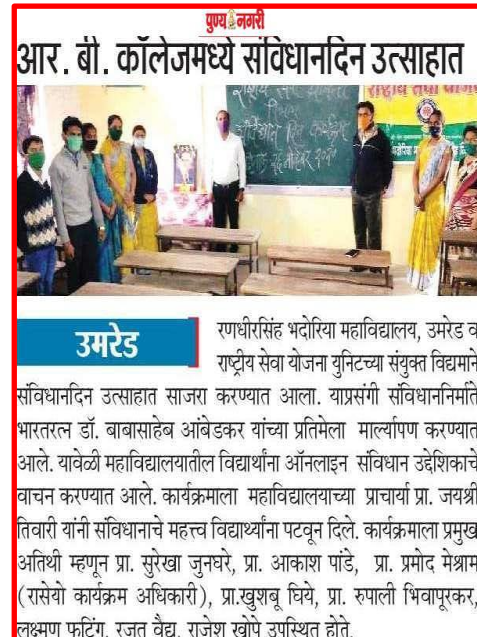 पुण्य नगरी
आर. बी. कॉलेजमध्ये संविधानदिन उत्साहात
राष्ट्रीय सेवा योजना
उमरेड
रणधीरसिंह भदोरिया महाविद्यालय, उमरेड व
राष्ट्रीय सेवा योजना युनिटच्या संयुक्त विद्यमाने
संविधानदिन उत्साहात साजरा करण्यात आला. याप्रसंगी संविधाननिर्माते
भारतरत्न डॉ. बाबासाहेब आंबेडकर यांच्या प्रतिमेला मार्ल्यापण करण्यात
आले. यावेळी महाविद्यालयातील विद्यार्थांना ऑनलाइन संविधान उद्देशिकाचे
वाचन करण्यात आले. कार्यक्रमाला महाविद्यालयाच्या प्राचार्या प्रा. जयश्री
तिवारी यांनी संविधानाचे महत्त्व विद्यार्थ्यांना पटवून दिले. कार्यक्रमाला प्रमुख
अतिथी म्हणून प्रा. सुरेखा जुनघरे, प्रा. आकाश पांडे, प्रा. प्रमोद मेश्राम
(रासेयो कार्यक्रम अधिकारी), प्रा.खुशबू घिये, प्रा. रुपाली भिवापूरकर,
लक्ष्मण फटिंग, रजत वैद्य, राजेश खोपे उपस्थित होते.